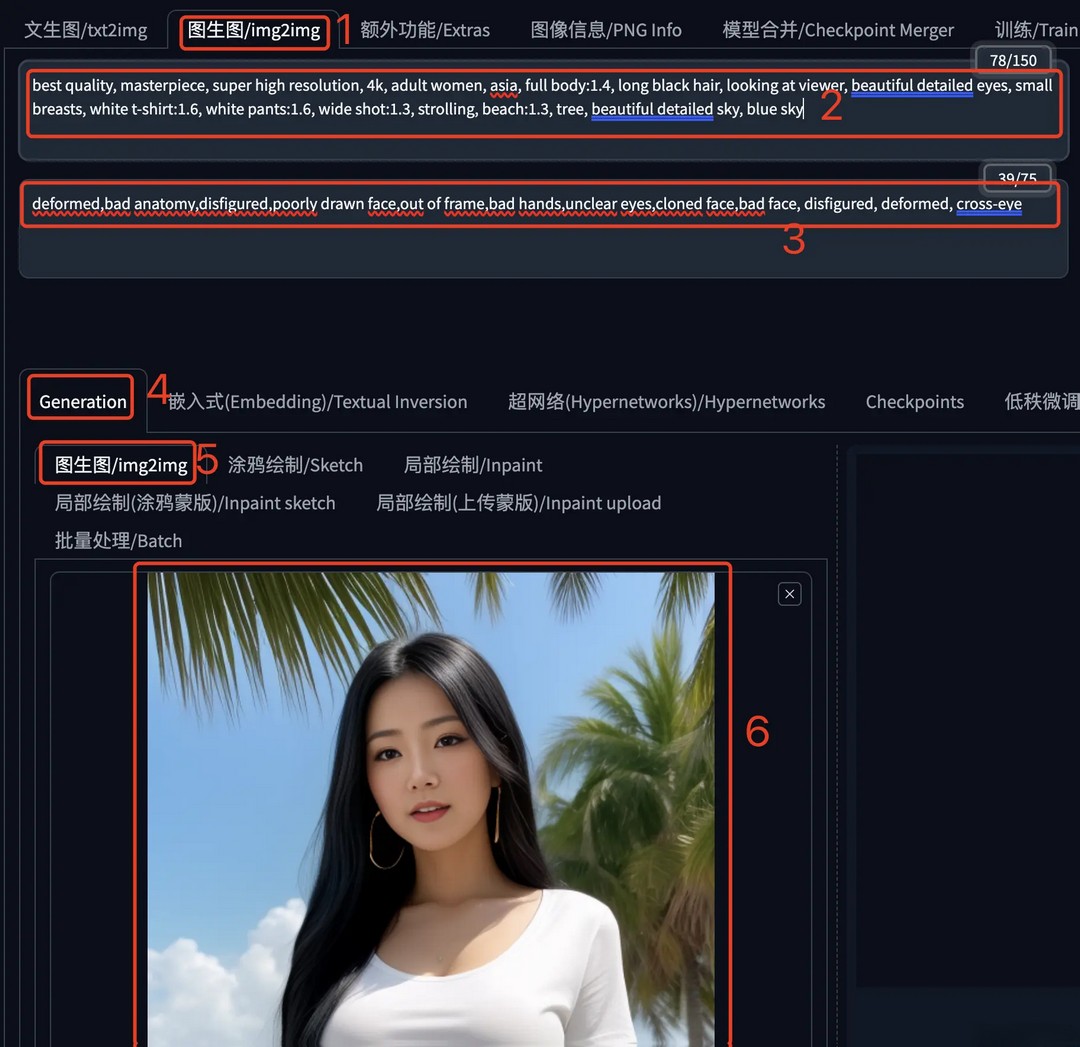 文生图/txt2img 图生图/img2img 1 额外功能/Extras 图像信息/PNG Info 模型合并/Checkpoint Merger 训练/Train
78/150
best quality, masterpiece, super high resolution, 4k, adult women, asia, full body:1.4, long black hair, looking at viewer, beautiful detailed eyes, small
breasts, white t-shirt:1.6, white pants:1.6, wide shot:1.3, strolling, beach:1.3, tree, beautiful detailed sky, blue sky 2
39/75
deformed,bad anatomy,disfigured,poorly drawn face,out of frame,bad hands,unclear eyes,cloned face,bad face, disfigured, deformed, cross-eye
3
Generation 4 嵌入式(Embedding)/Textual Inversion 超网络(Hypernetworks)/Hypernetworks Checkpoints 低秩微调
图生图/img2img 5 涂鸦绘制/Sketch 局部绘制/Inpaint
局部绘制(涂鸦蒙版)/Inpaint sketch 局部绘制(上传蒙版)/Inpaint upload
批量处理/Batch
6